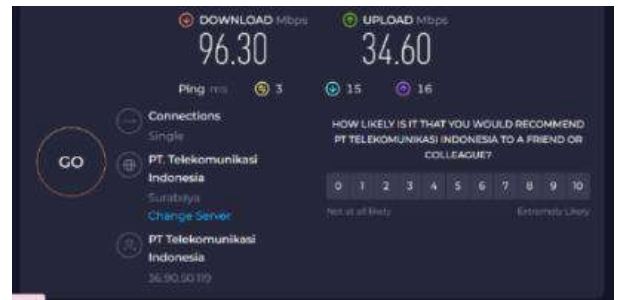 DOWNLOAD Mbps
UPLOAD Mbps
96.30
34.60
Ping ms 3 15 16
Connections
Single
HOW LIKELY IS IT THAT YOU WOULD RECOMMEND
PT TELEKOMUNIKASI INDONESIA TO A FRIEND OR
COLLEAGUE?
GO
PT. Telekomunikasi
Indonesia
Surabaya
Change Server
0 1 2 3 4 5 6 7 8 9 10
Not at all likely
Extremely Likely
PT Telekomunikasi
Indonesia
36.90.50.119